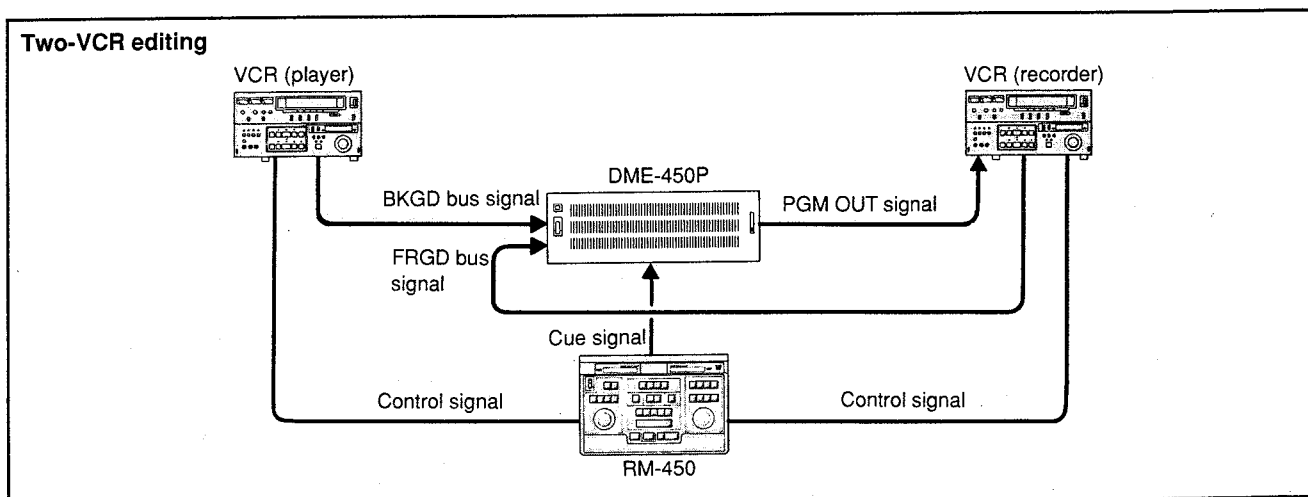 Two-VCR editing
VCR (player)
VCR (recorder)
DME-450P
BKGD bus signal
PGM OUT signal
FRGD bus
signal
Cue signal
Control signal
Control signal
RM-450